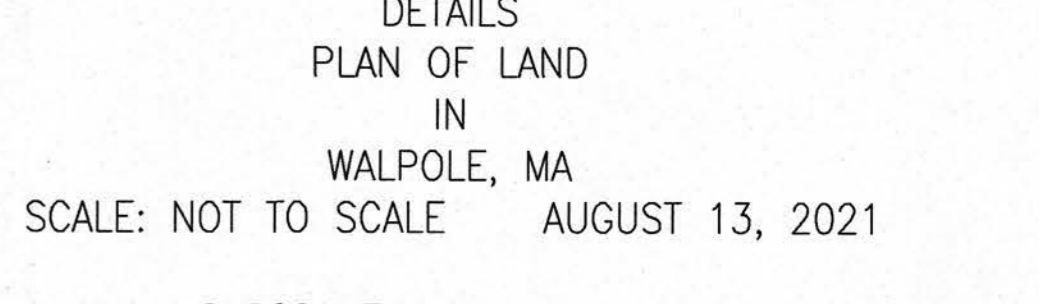 DETAILS
PLAN OF LAND
IN
WALPOLE, MA
SCALE: NOT TO SCALE AUGUST 13, 2021